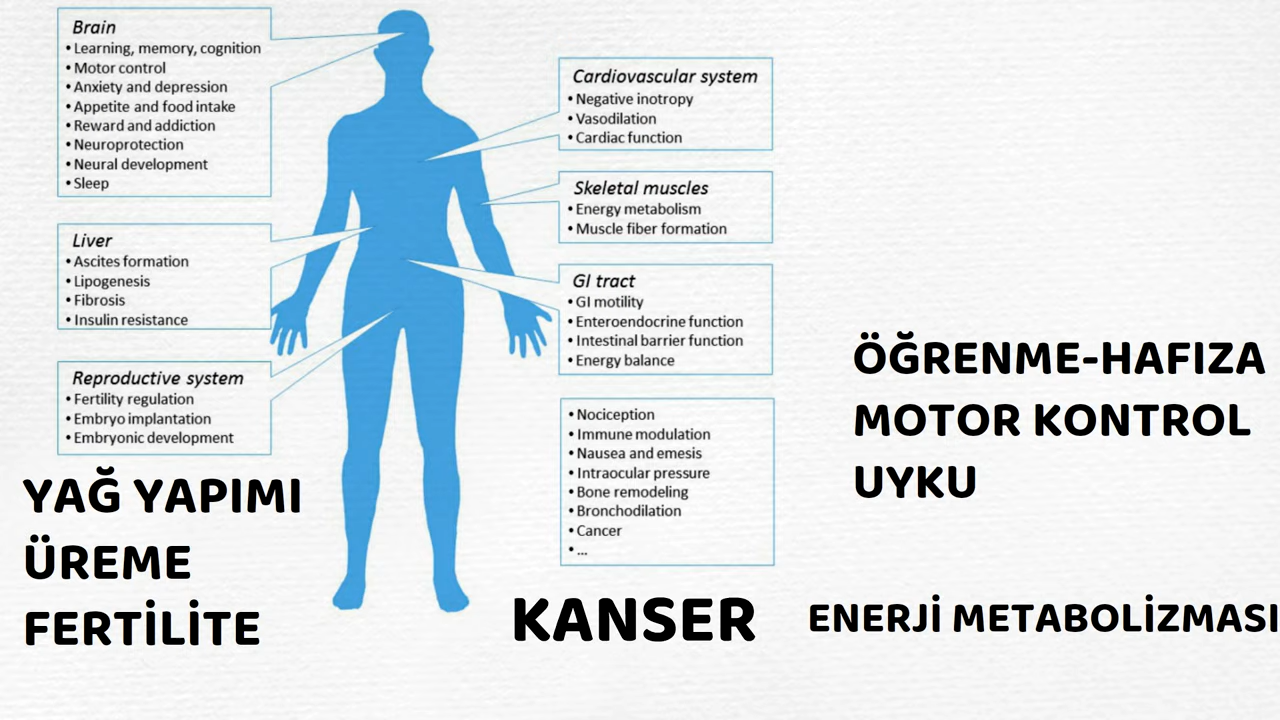 Brain
• Learning, memory, cognition
• Motor control
• Anxiety and depression
• Appetite and food intake
• Reward and addiction
• Neuroprotection
• Neural development
• Sleep
Liver
• Ascites formation
• Lipogenesis
• Fibrosis
• Insulin resistance
Reproductive system
• Fertility regulation
• Embryo implantation
• Embryonic development
Cardiovascular system
• Negative inotropy
• Vasodilation
• Cardiac function
Skeletal muscles
• Energy metabolism
• Muscle fiber formation
GI tract
• GI motility
• Enteroendocrine function
• Intestinal barrier function
• Energy balance
• Nociception
• Immune modulation
• Nausea and emesis
• Intraocular pressure
• Bone remodeling
• Bronchodilation
• Cancer
• ...
ÖĞRENME-HAFIZA
MOTOR KONTROL
UYKU
YAĞ YAPIMI
ÜREME
FERTİLİTE
KANSER
ENERJİ METABOLİZMASI